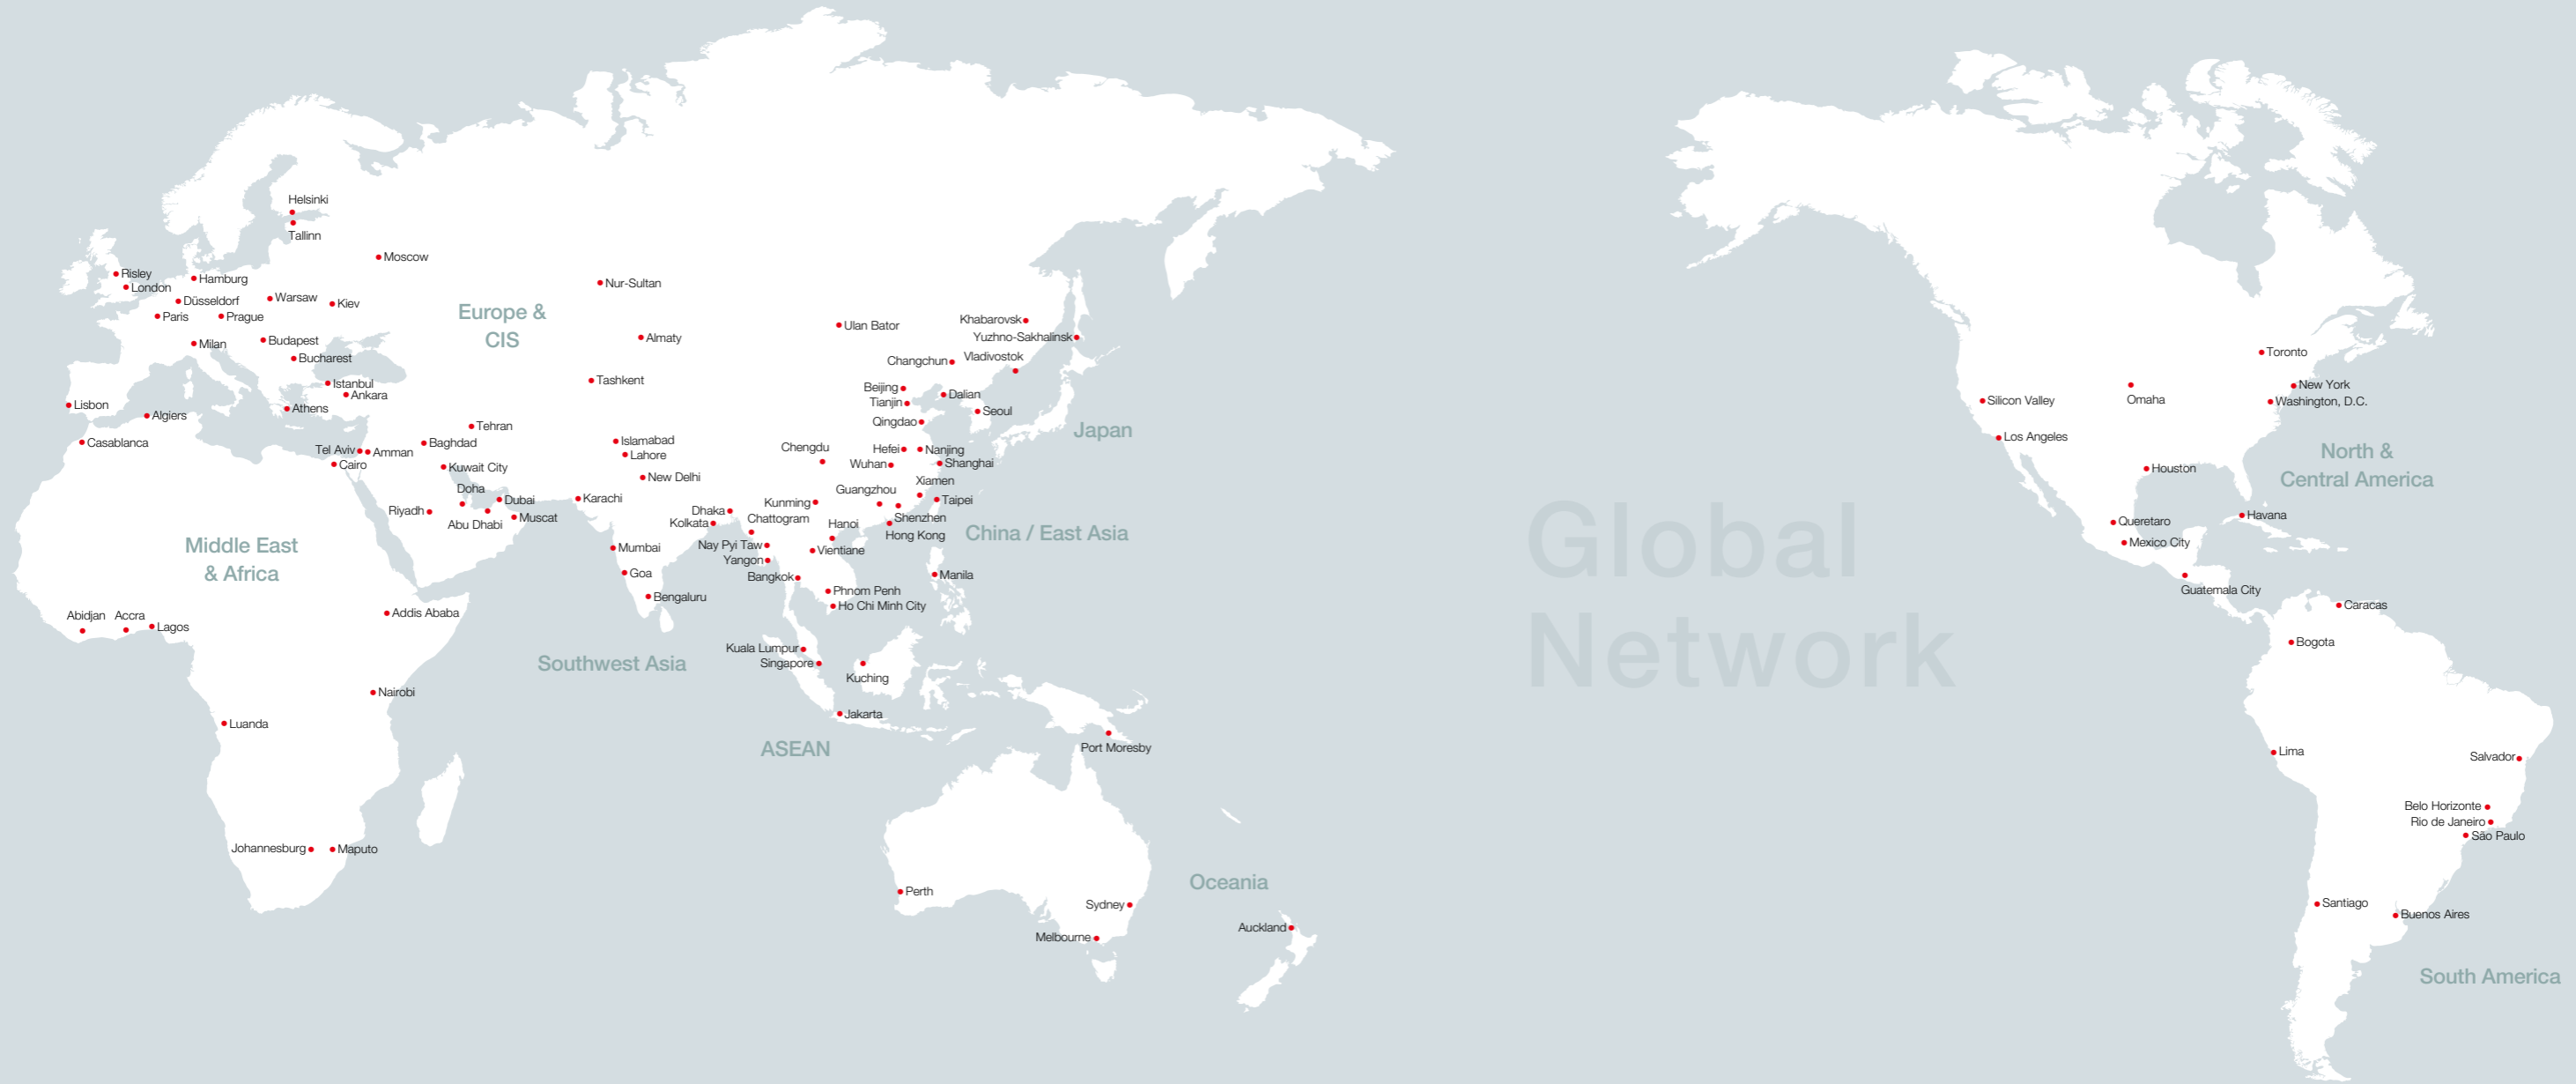 Helsinki
Tallinn
Moscow
Risley
London
Hamburg
Düsseldorf
Warsaw
Kiev
Paris
Prague
Milan
Budapest
Bucharest
Istanbul
Ankara
Lisbon
Algiers
Athens
Casablanca
Europe &
CIS
Nur-Sultan
Almaty
Tashkent
Tehran
Baghdad
Tel Aviv
Amman
Cairo
Kuwait City
Doha
Dubai
Riyadh
Abu Dhabi
Muscat
Middle East
& Africa
Abidjan
Accra
Lagos
Addis Ababa
Nairobi
Luanda
Johannesburg
Maputo
Islamabad
Lahore
New Delhi
Karachi
Dhaka
Kolkata
Chattogram
Mumbai
Goa
Bengaluru
Southwest Asia
Ulan Bator
Khabarovsk
Yuzhno-Sakhalinsk
Changchun
Vladivostok
Beijing
Dalian
Tianjin
Seoul
Qingdao
Japan
Chengdu
Hefei
Nanjing
Wuhan
Shanghai
Xiamen
Guangzhou
Kunming
Taipei
Shenzhen
Hong Kong
China / East Asia
Hanoi
Nay Pyi Taw
Vientiane
Yangon
Bangkok
Manila
Phnom Penh
Ho Chi Minh City
Kuala Lumpur
Singapore
Kuching
Jakarta
ASEAN
Port Moresby
Perth
Sydney
Melbourne
Oceania
Auckland
Global
Network
Toronto
New York
Washington, D.C.
Omaha
Silicon Valley
Los Angeles
Houston
North &
Central America
Queretaro
Havana
Mexico City
Guatemala City
Caracas
Bogota
Lima
Salvador
Belo Horizonte
Rio de Janeiro
São Paulo
Santiago
Buenos Aires
South America